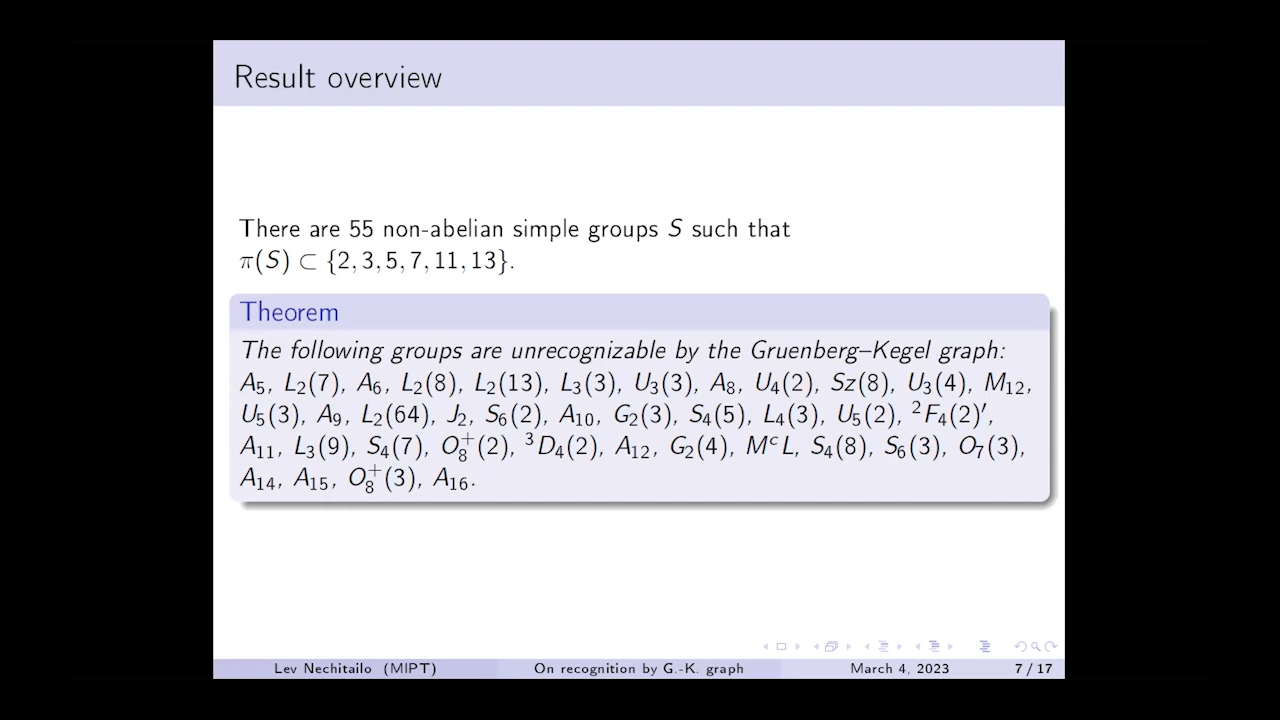 Result overview
There are 55 non-abelian simple groups S such that
π(S) ⊂ {2, 3, 5, 7, 11, 13}.
Theorem
The following groups are unrecognizable by the Gruenberg–Kegel graph:
A₅, L₂(7), A₆, L₂(8), L₂(13), L₃(3), U₃(3), A₈, U₄(2), Sz(8), U₃(4), M₁₂,
U₅(3), A₉, L₂(64), J₂, S₆(2), A₁₀, G₂(3), S₄(5), L₄(3), U₅(2), ²F₄(2)′,
A₁₁, L₃(9), S₄(7), O₈⁺(2), ³D₄(2), A₁₂, G₂(4), MᶜL, S₄(8), S₆(3), O₇(3),
A₁₄, A₁₅, O₈⁺(3), A₁₆.
Lev Nechitailo (MIPT) On recognition by G.-K. graph March 4, 2023 7 / 17